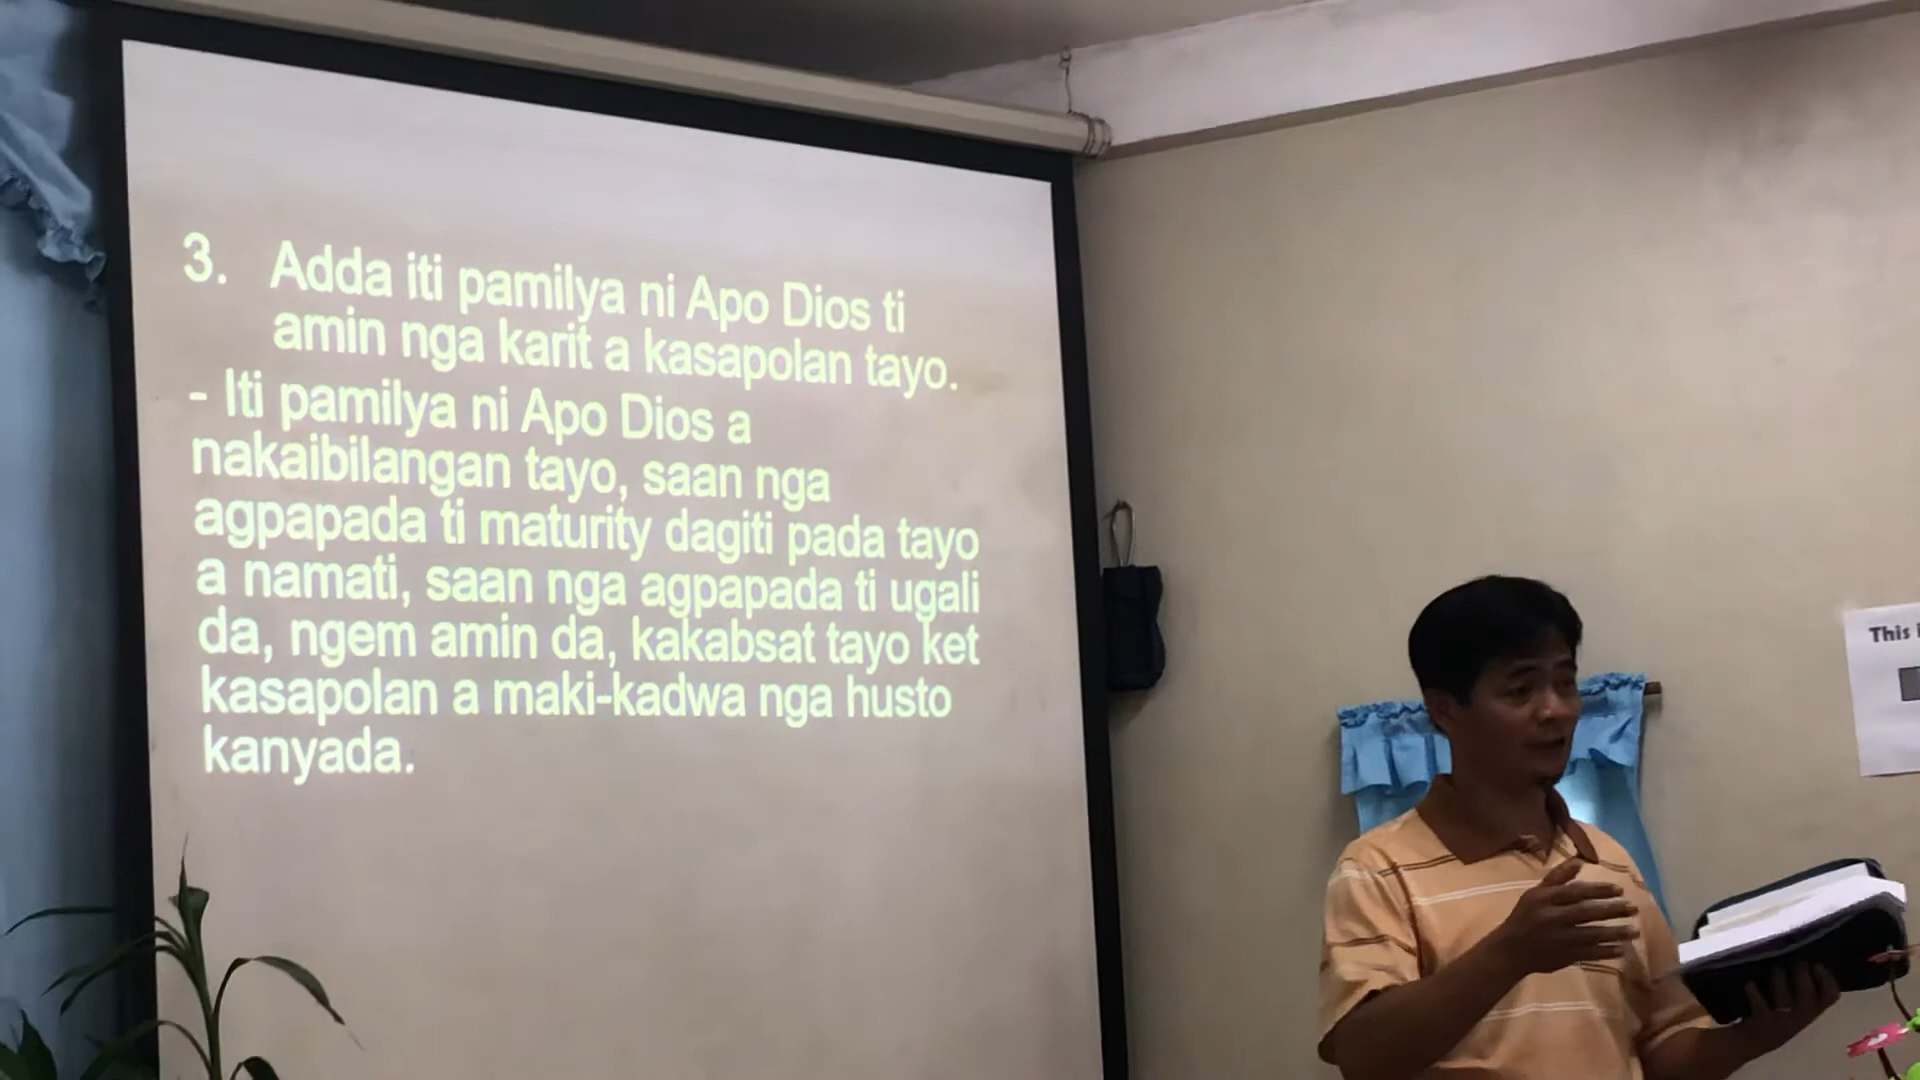 3. Adda iti pamilya ni Apo Dios ti
amin nga karit a kasapolan tayo.
- Iti pamilya ni Apo Dios a
nakaibilangan tayo, saan nga
agpapada ti maturity dagiti pada tayo
a namati, saan nga agpapada ti ugali
da, ngem amin da, kakabsat tayo ket
kasapolan a maki-kadwa nga husto
kanyada.
This